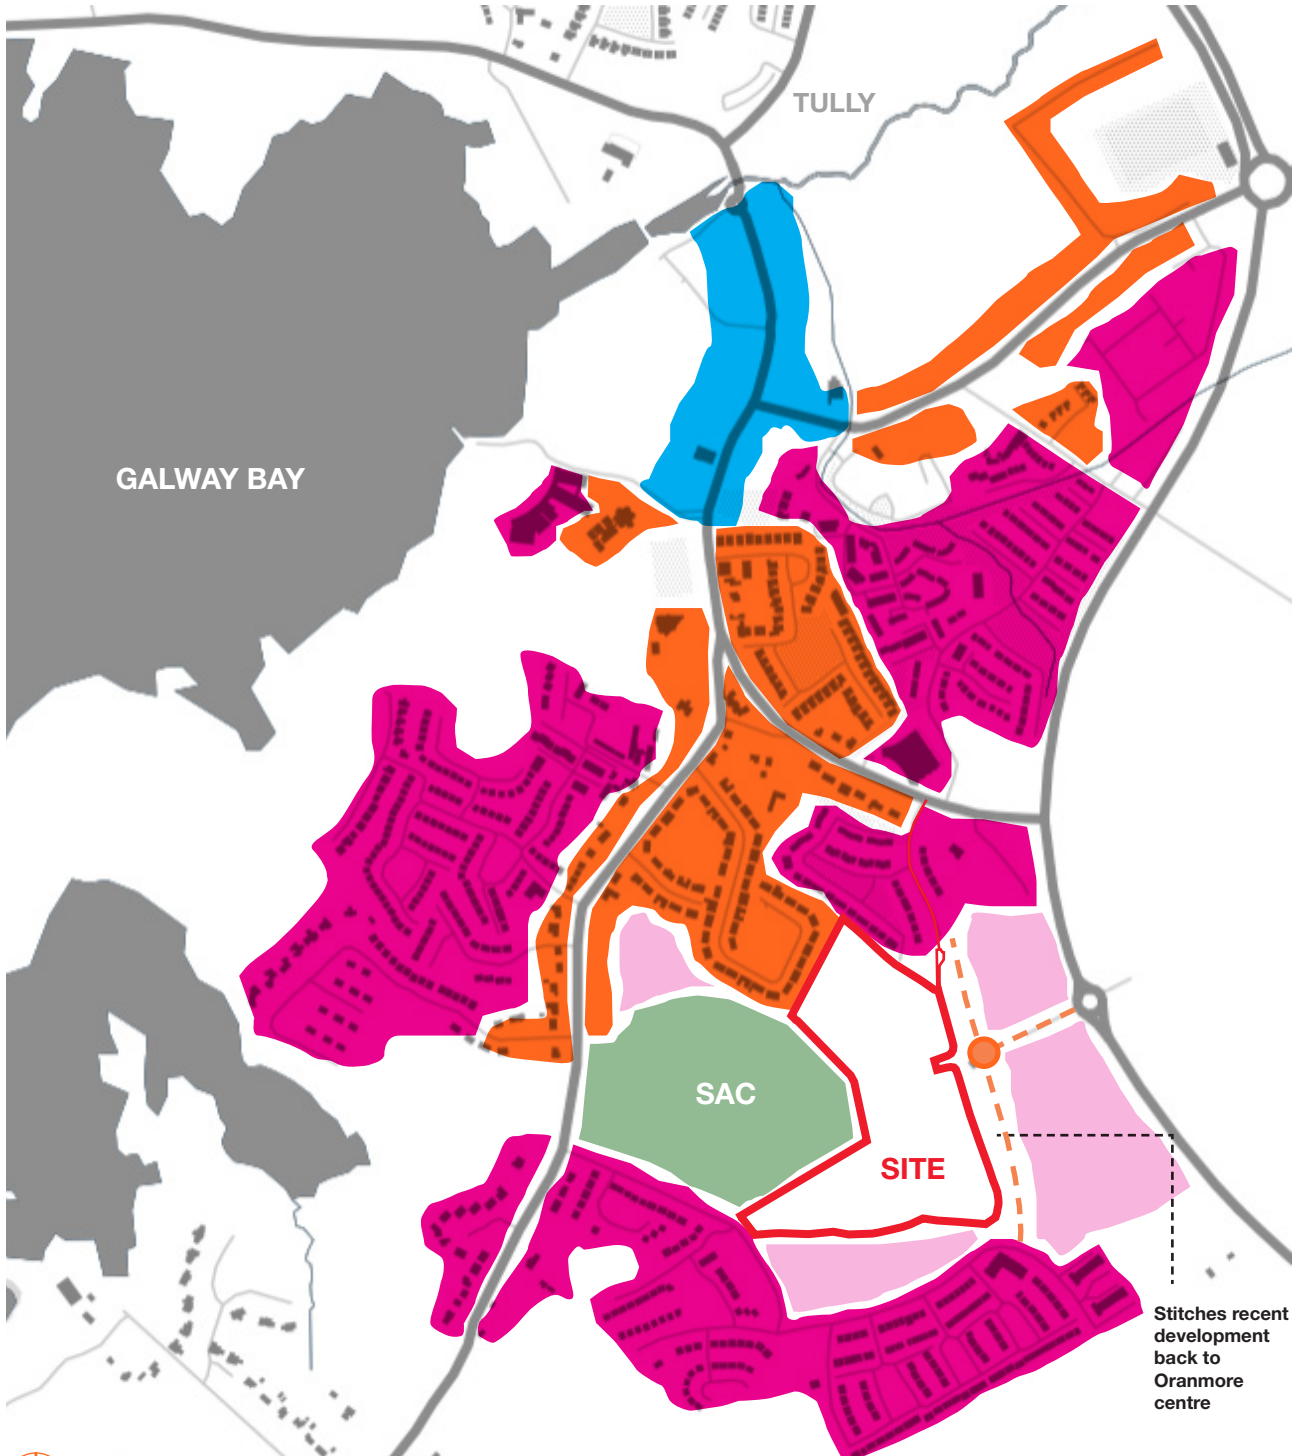 TULLY
GALWAY BAY
SAC
SITE
Stitches recent
development
back to
Oranmore
centre